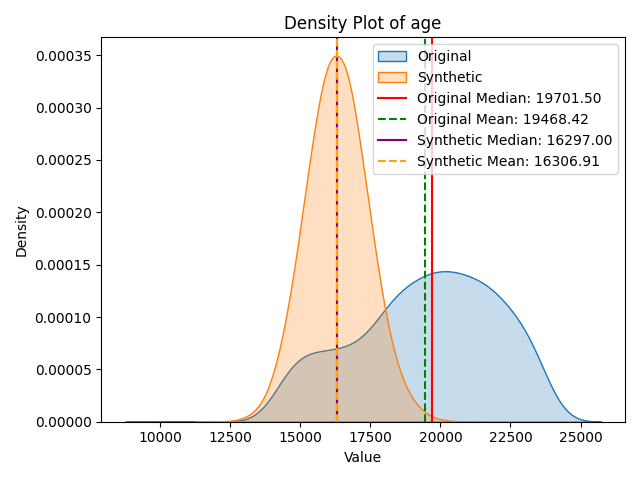 Density Plot of age
Original
Synthetic
Original Median: 19701.50
Original Mean: 19468.42
Synthetic Median: 16297.00
Synthetic Mean: 16306.91
0.00035
0.00030
0.00025
0.00020
0.00015
0.00010
0.00005
0.00000
Density
10000 12500 15000 17500 20000 22500 25000
Value